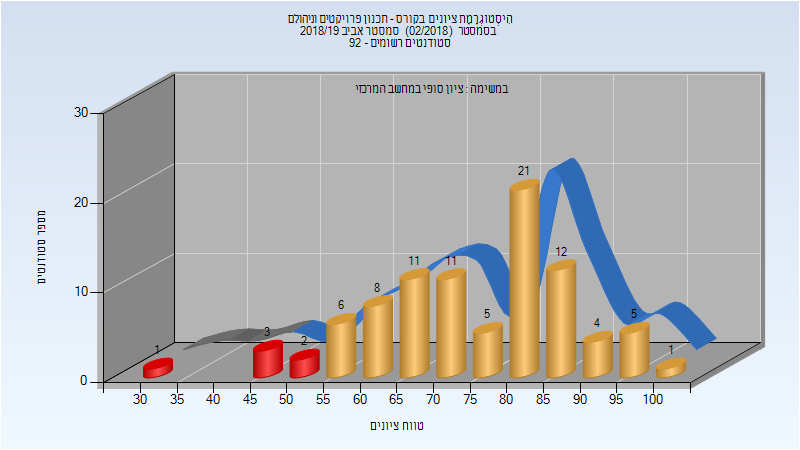 היסטוגרמת ציונים בקורס - תכנון פרויקטים וניהולם
בסמסטר (02/2018) סמסטר אביב 2018/19
סטודנטים רשומים - 92
במשימה : ציון סופי במחשב המרכזי
מספר סטודנטים
30
20
10
0
1
3
2
6
8
11
11
5
21
12
4
5
1
30 35 40 45 50 55 60 65 70 75 80 85 90 95 100
טווח ציונים